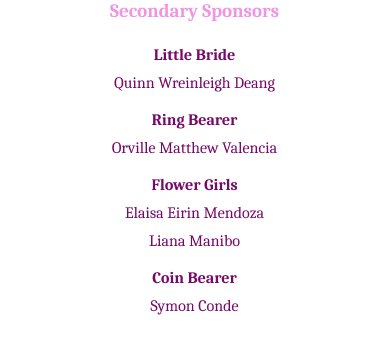 Secondary Sponsors
Little Bride
Quinn Wreinleigh Deang
Ring Bearer
Orville Matthew Valencia
Flower Girls
Elaisa Eirin Mendoza
Liana Manibo
Coin Bearer
Symon Conde